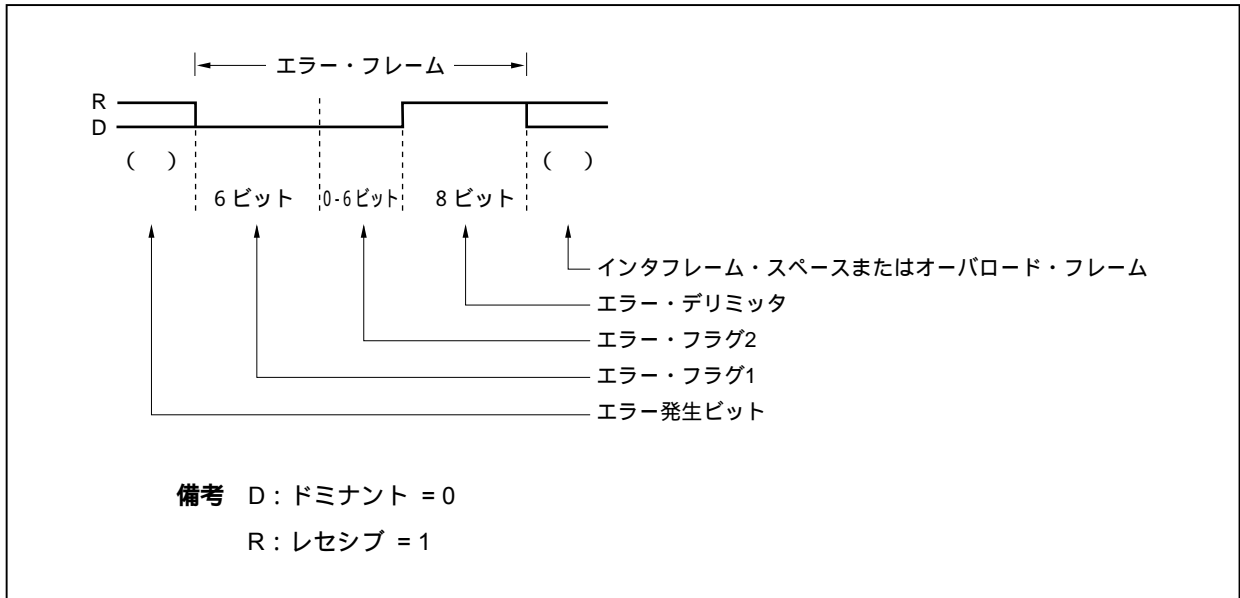 エラー・フレーム
R
D
(　)
(　)
6 ビット
0-6ビット
8 ビット
インタフレーム・スペースまたはオーバロード・フレーム
エラー・デリミッタ
エラー・フラグ2
エラー・フラグ1
エラー発生ビット
備考 D：ドミナント = 0
R：レセシブ = 1